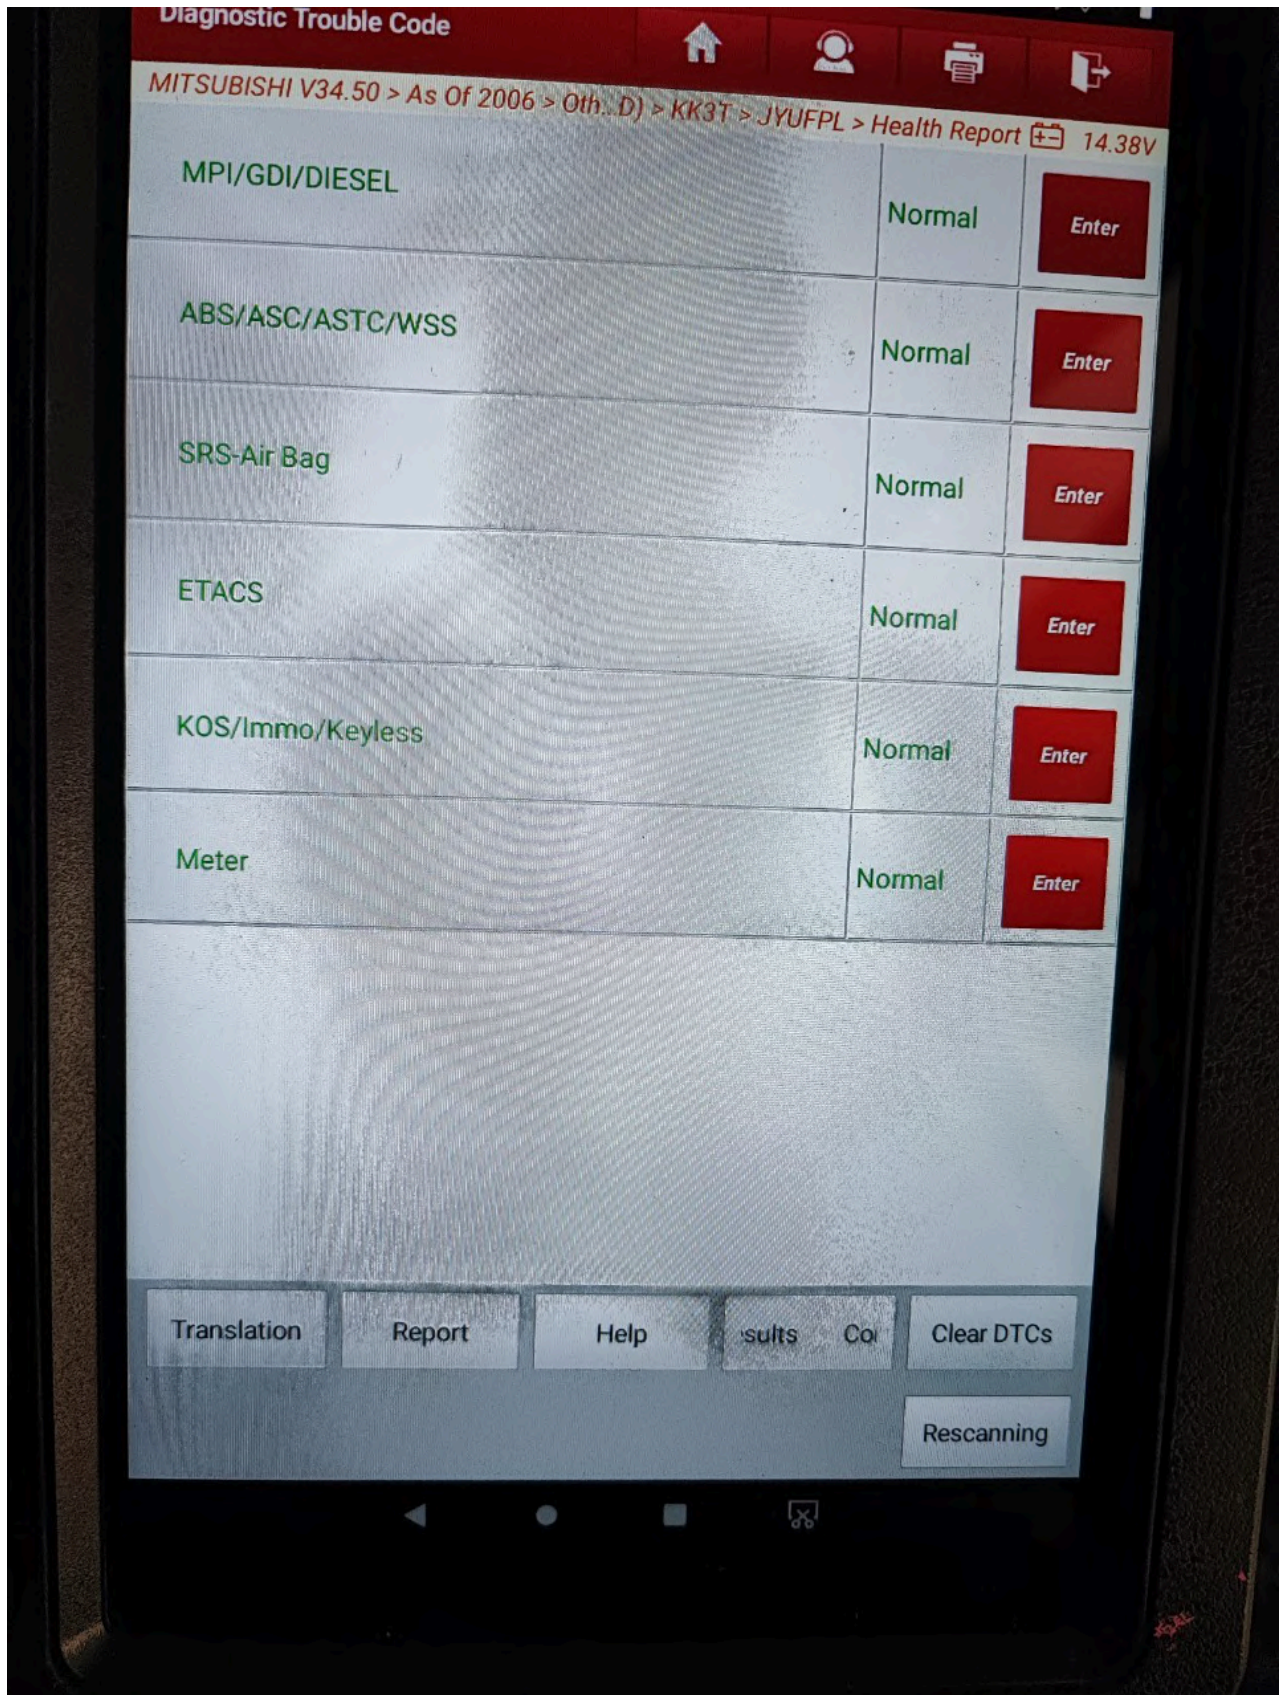 Diagnostic Trouble Code
MITSUBISHI V34.50 > As Of 2006 > Oth...D) > KK3T > JYUFPL > Health Report 14.38V
MPI/GDI/DIESEL Normal Enter
ABS/ASC/ASTC/WSS Normal Enter
SRS-Air Bag Normal Enter
ETACS Normal Enter
KOS/Immo/Keyless Normal Enter
Meter Normal Enter
Translation Report Help sults Co Clear DTCs
Rescanning